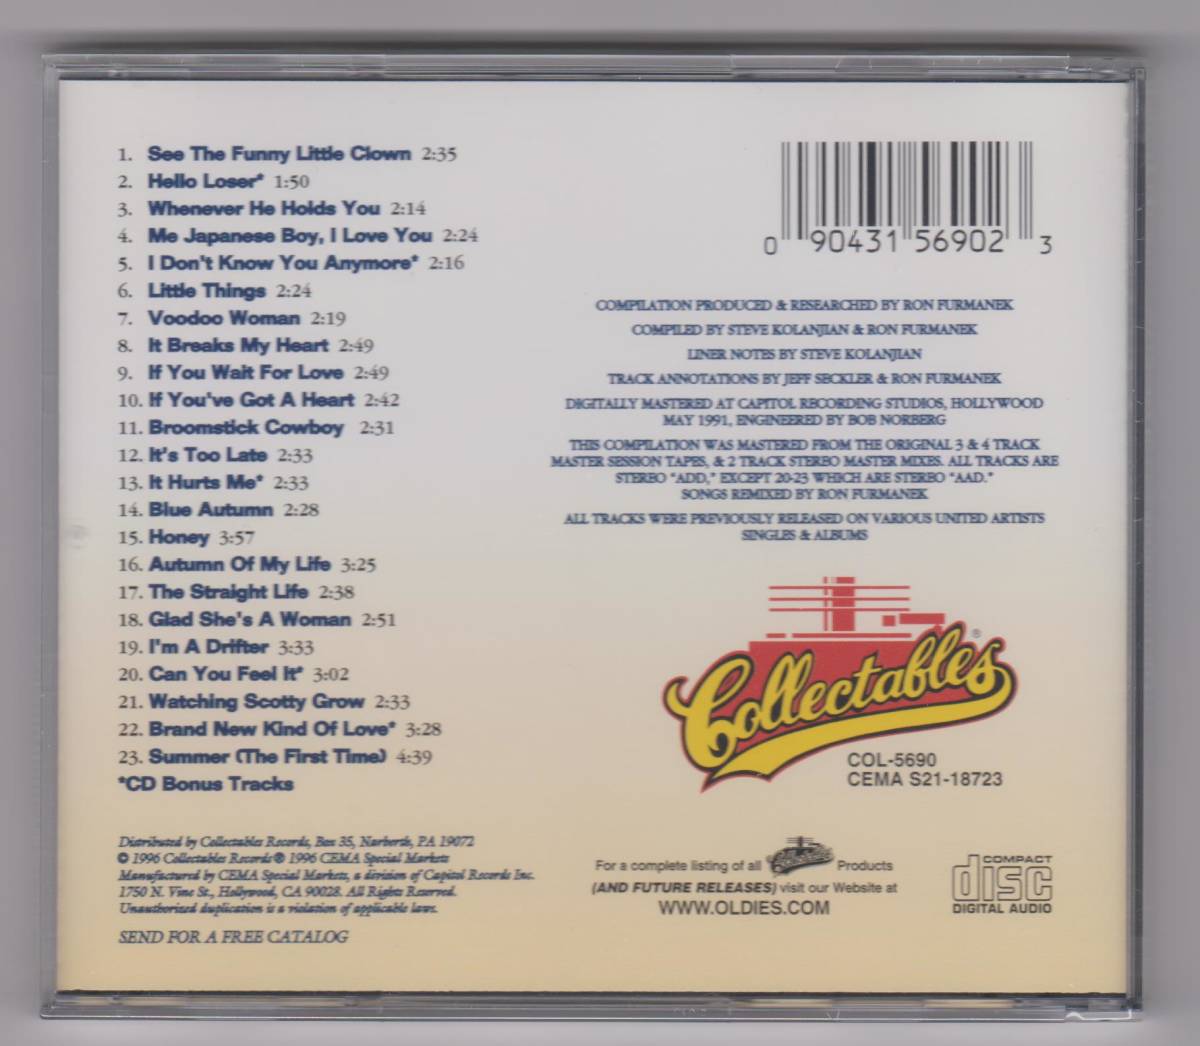 1. See The Funny Little Clown 2:35
2. Hello Loser* 1:50
3. Whenever He Holds You 2:14
4. Me Japanese Boy, I Love You 2:24
5. I Don't Know You Anymore* 2:16
6. Little Things 2:24
7. Voodoo Woman 2:19
8. It Breaks My Heart 2:49
9. If You Wait For Love 2:49
10. If You've Got A Heart 2:42
11. Broomstick Cowboy 2:31
12. It's Too Late 2:33
13. It Hurts Me* 2:33
14. Blue Autumn 2:28
15. Honey 3:57
16. Autumn Of My Life 3:25
17. The Straight Life 2:38
18. Glad She's A Woman 2:51
19. I'm A Drifter 3:33
20. Can You Feel It* 3:02
21. Watching Scotty Grow 2:33
22. Brand New Kind Of Love* 3:28
23. Summer (The First Time) 4:39
*CD Bonus Tracks
Distributed by Collectables Records, Box 35, Narberth, PA 19072
© 1996 Collectables Records® 1996 CEMA Special Markets
Manufactured by CEMA Special Markets, a division of Capitol Records Inc.
1750 N. Vine St., Hollywood, CA 90028. All Rights Reserved.
Unauthorized duplication is a violation of applicable laws.
SEND FOR A FREE CATALOG
0 90431 56902 3
COMPILATION PRODUCED & RESEARCHED BY RON FURMANEK
COMPILED BY STEVE KOLANJIAN & RON FURMANEK
LINER NOTES BY STEVE KOLANJIAN
TRACK ANNOTATIONS BY JEFF SECKLER & RON FURMANEK
DIGITALLY MASTERED AT CAPITOL RECORDING STUDIOS, HOLLYWOOD
MAY 1991, ENGINEERED BY BOB NORBERG
THIS COMPILATION WAS MASTERED FROM THE ORIGINAL 3 & 4 TRACK
MASTER SESSION TAPES, & 2 TRACK STEREO MASTER MIXES. ALL TRACKS ARE
STEREO "ADD," EXCEPT 20-23 WHICH ARE STEREO "AAD."
SONGS REMIXED BY RON FURMANEK
ALL TRACKS WERE PREVIOUSLY RELEASED ON VARIOUS UNITED ARTISTS
SINGLES & ALBUMS
Collectables®
COL-5690
CEMA S21-18723
For a complete listing of all Collectables Products
(AND FUTURE RELEASES) visit our Website at
WWW.OLDIES.COM
COMPACT
disc
DIGITAL AUDIO